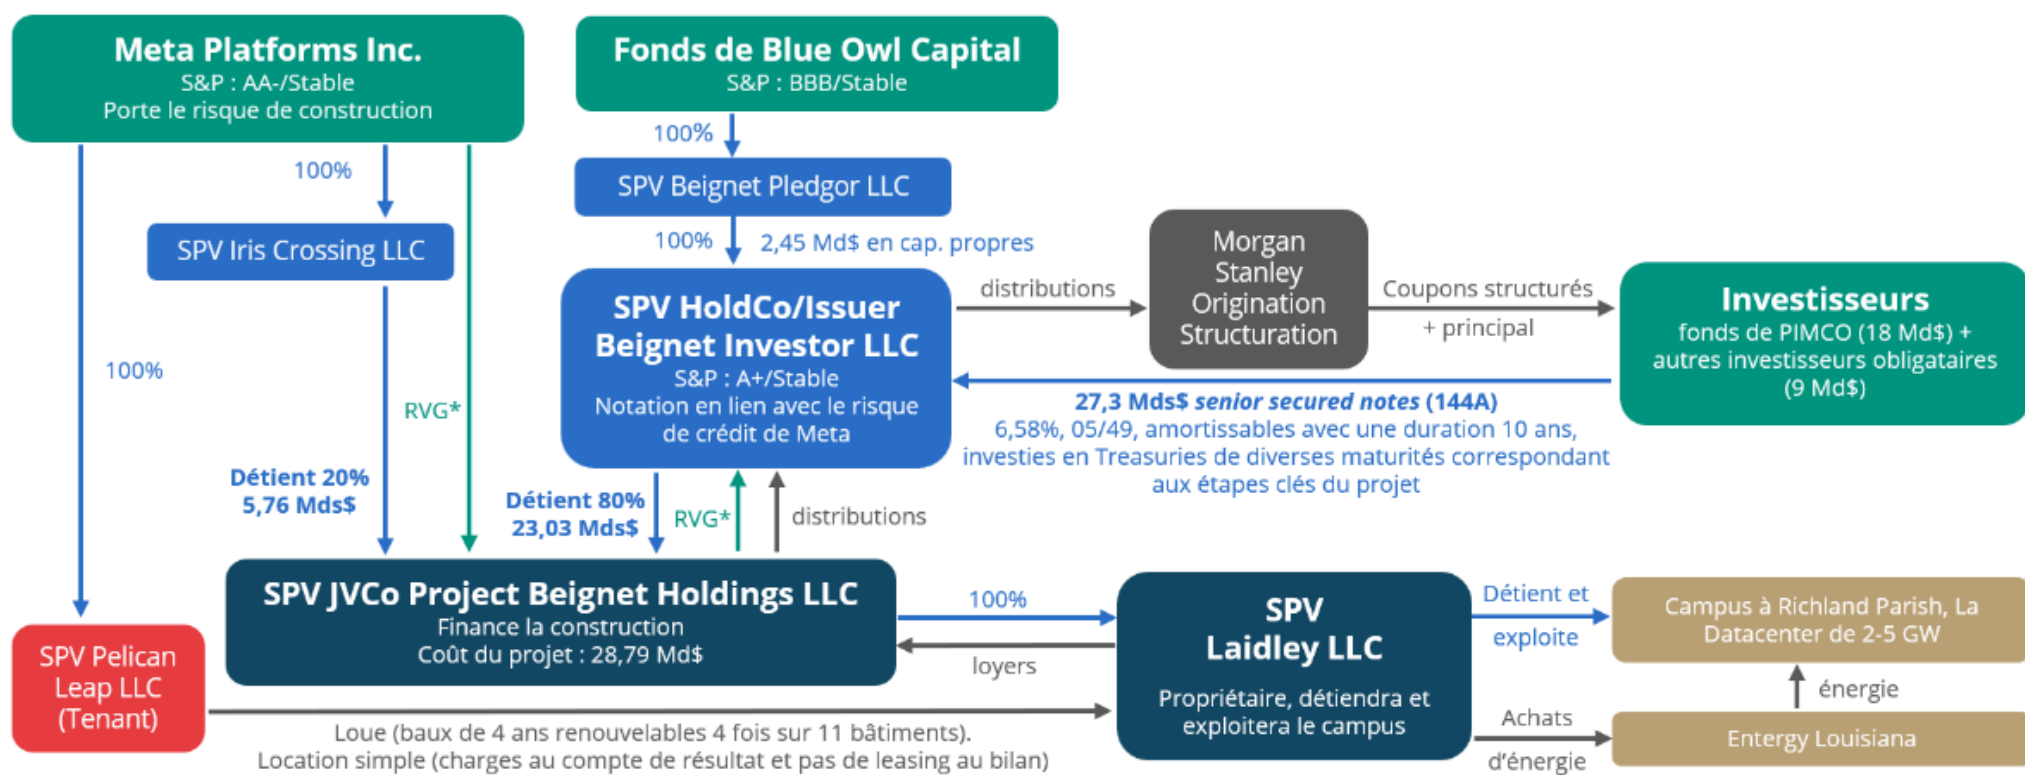 Meta Platforms Inc.
S&P : AA-/Stable
Porte le risque de construction
Fonds de Blue Owl Capital
S&P : BBB/Stable
100%
100%
SPV Beignet Pledgor LLC
SPV Iris Crossing LLC
100%
2,45 Md$ en cap. propres
SPV HoldCo/Issuer
Beignet Investor LLC
S&P : A+/Stable
Notation en lien avec le risque
de crédit de Meta
distributions
Morgan
Stanley
Origination
Structuration
Coupons structurés
+ principal
Investisseurs
fonds de PIMCO (18 Md$) +
autres investisseurs obligataires
(9 Md$)
27,3 Mds$ senior secured notes (144A)
6,58%, 05/49, amortissables avec une duration 10 ans,
investies en Treasuries de diverses maturités correspondant
aux étapes clés du projet
100%
RVG*
Détient 20%
5,76 Mds$
Détient 80%
23,03 Mds$
RVG*
distributions
SPV JVCo Project Beignet Holdings LLC
Finance la construction
Coût du projet : 28,79 Md$
100%
loyers
SPV
Laidley LLC
Propriétaire, détiendra et
exploitera le campus
Détient et
exploite
Campus à Richland Parish, La
Datacenter de 2-5 GW
énergie
Achats
d'énergie
Entergy Louisiana
SPV Pelican
Leap LLC
(Tenant)
Loue (baux de 4 ans renouvelables 4 fois sur 11 bâtiments).
Location simple (charges au compte de résultat et pas de leasing au bilan)